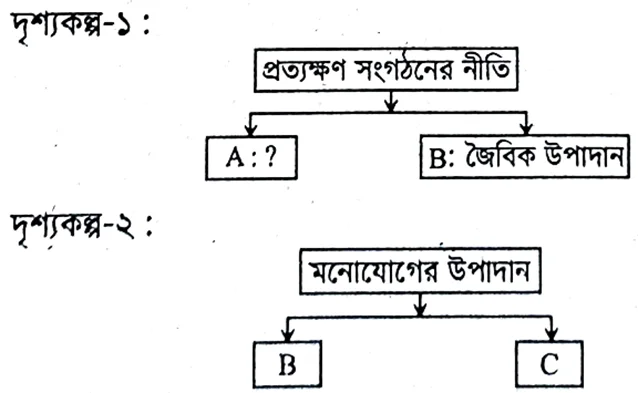 দৃশ্যকল্প-১ :
প্রত্যক্ষণ সংগঠনের নীতি
A : ?
B: জৈবিক উপাদান
দৃশ্যকল্প-২ :
মনোযোগের উপাদান
B
C